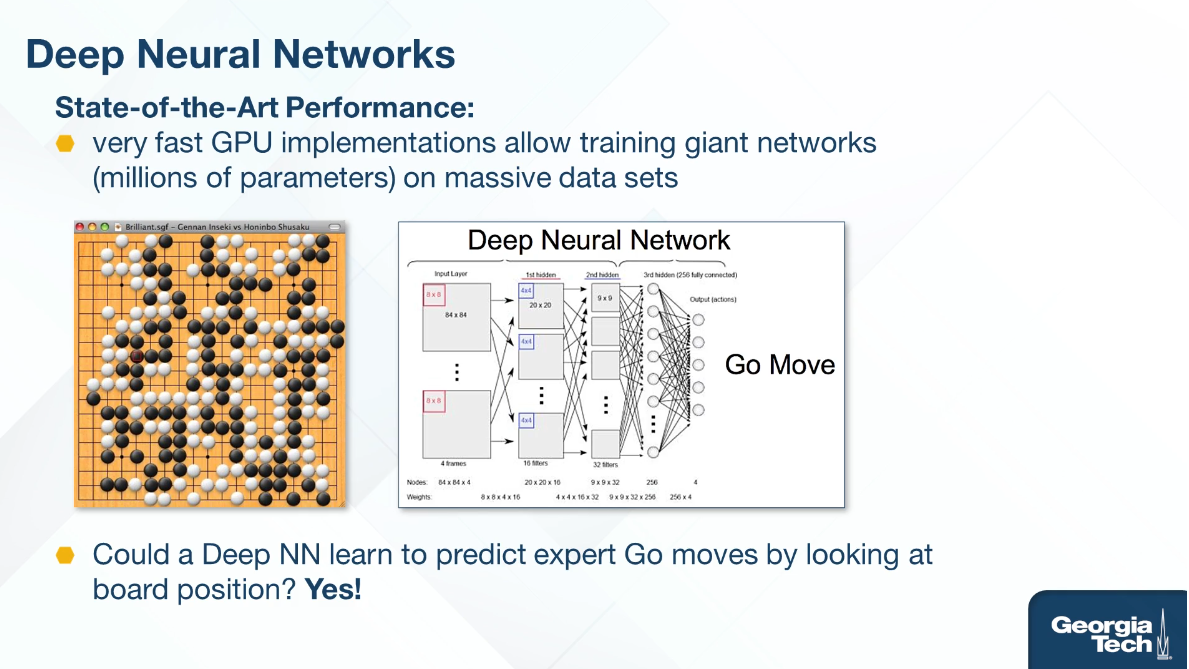 Deep Neural Networks
State-of-the-Art Performance:
very fast GPU implementations allow training giant networks
(millions of parameters) on massive data sets
Brilliant.sgf - Gennan Inseki vs Honinbo Shusaku
Deep Neural Network
Input Layer
1st hidden
2nd hidden
3rd hidden (256 fully connected)
Output (actions)
8 x 8
84 x 84
4x4
20 x 20
9 x 9
4x4
Go Move
8 x 8
4x4
4 frames
16 filters
32 filters
Nodes: 84 x 84 x 4 20 x 20 x 16 9 x 9 x 32 256 4
Weights: 8 x 8 x 4 x 16 4 x 4 x 16 x 32 9 x 9 x 32 x 256 256 x 4
Could a Deep NN learn to predict expert Go moves by looking at
board position? Yes!
Georgia
Tech